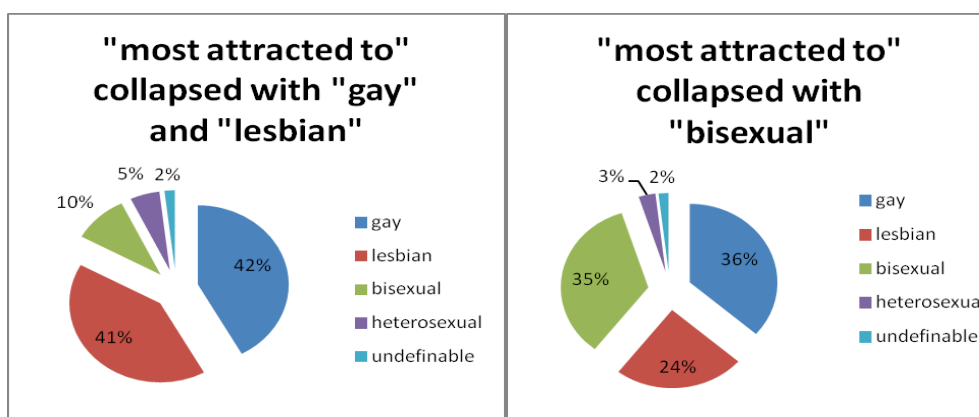 "most attracted to"
collapsed with "gay"
and "lesbian"
5%
2%
10%
42%
41%
gay
lesbian
bisexual
heterosexual
undefinable
"most attracted to"
collapsed with
"bisexual"
3%
2%
35%
36%
24%
gay
lesbian
bisexual
heterosexua
undefinable